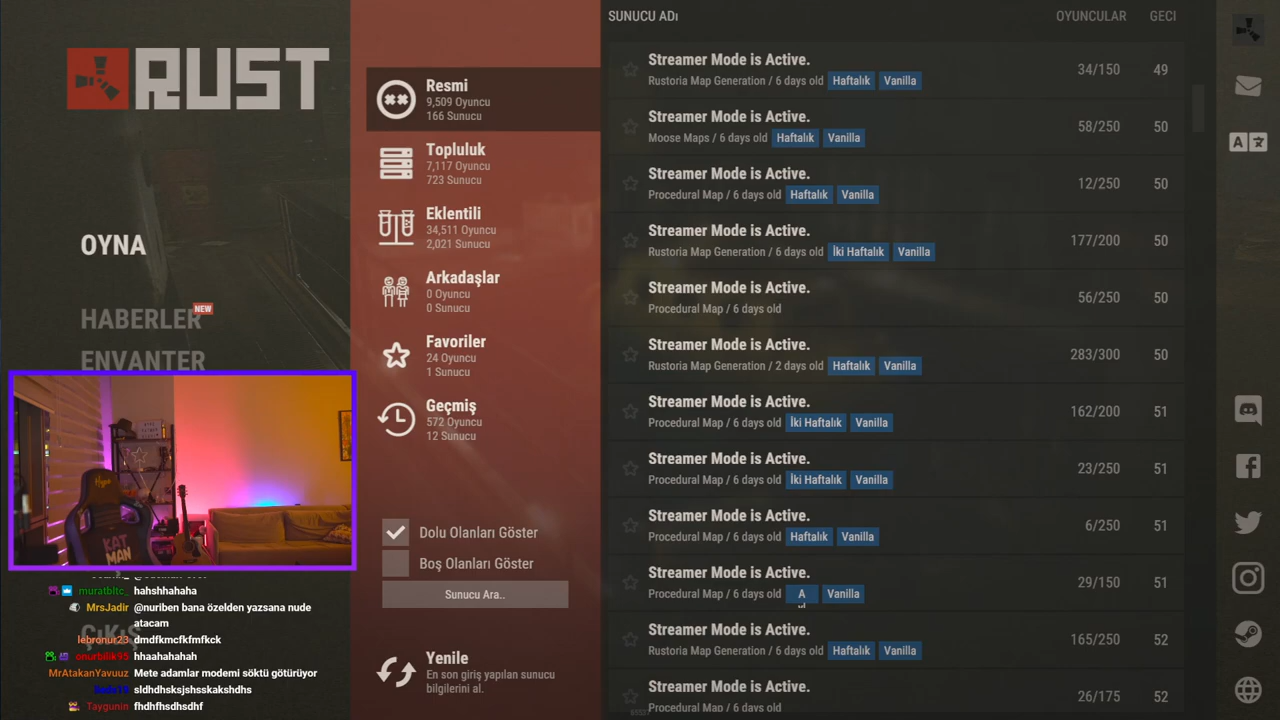 RUST
OYNA
HABERLER
NEW
ENVANTER
Hype
KAT
MAN
muratbltc_ hahshhahaha
MrsJadir @nuriben bana özelden yazsana nude
atacam
lebronur23 dmdfkmcfkfmfkck
ÇIKIŞ
onurbilik95 hhaahahahah
MrAtakanYavuuz Mete adamlar modemi söktü götürüyor
sldhdhsksjshsskakshdhs
Taygunin fhdhfhsdhsdhf
Resmi
9,509 Oyuncu
166 Sunucu
Topluluk
7,117 Oyuncu
723 Sunucu
Eklentili
34,511 Oyuncu
2,021 Sunucu
Arkadaşlar
0 Oyuncu
0 Sunucu
Favoriler
24 Oyuncu
1 Sunucu
Geçmiş
572 Oyuncu
12 Sunucu
Dolu Olanları Göster
Boş Olanları Göster
Sunucu Ara..
Yenile
En son giriş yapılan sunucu
bilgilerini al.
SUNUCU ADı OYUNCULAR GECI
Streamer Mode is Active. 34/150 49
Rustoria Map Generation / 6 days old Haftalık Vanilla
Streamer Mode is Active. 58/250 50
Moose Maps / 6 days old Haftalık Vanilla
Streamer Mode is Active. 12/250 50
Procedural Map / 6 days old Haftalık Vanilla
Streamer Mode is Active. 177/200 50
Rustoria Map Generation / 6 days old İki Haftalık Vanilla
Streamer Mode is Active. 56/250 50
Procedural Map / 6 days old
Streamer Mode is Active. 283/300 50
Rustoria Map Generation / 2 days old Haftalık Vanilla
Streamer Mode is Active. 162/200 51
Procedural Map / 6 days old İki Haftalık Vanilla
Streamer Mode is Active. 23/250 51
Procedural Map / 6 days old İki Haftalık Vanilla
Streamer Mode is Active. 6/250 51
Procedural Map / 6 days old Haftalık Vanilla
Streamer Mode is Active. 29/150 51
Procedural Map / 6 days old A Vanilla
Streamer Mode is Active. 165/250 52
Rustoria Map Generation / 6 days old Haftalık Vanilla
Streamer Mode is Active. 26/175 52
Procedural Map / 6 days old